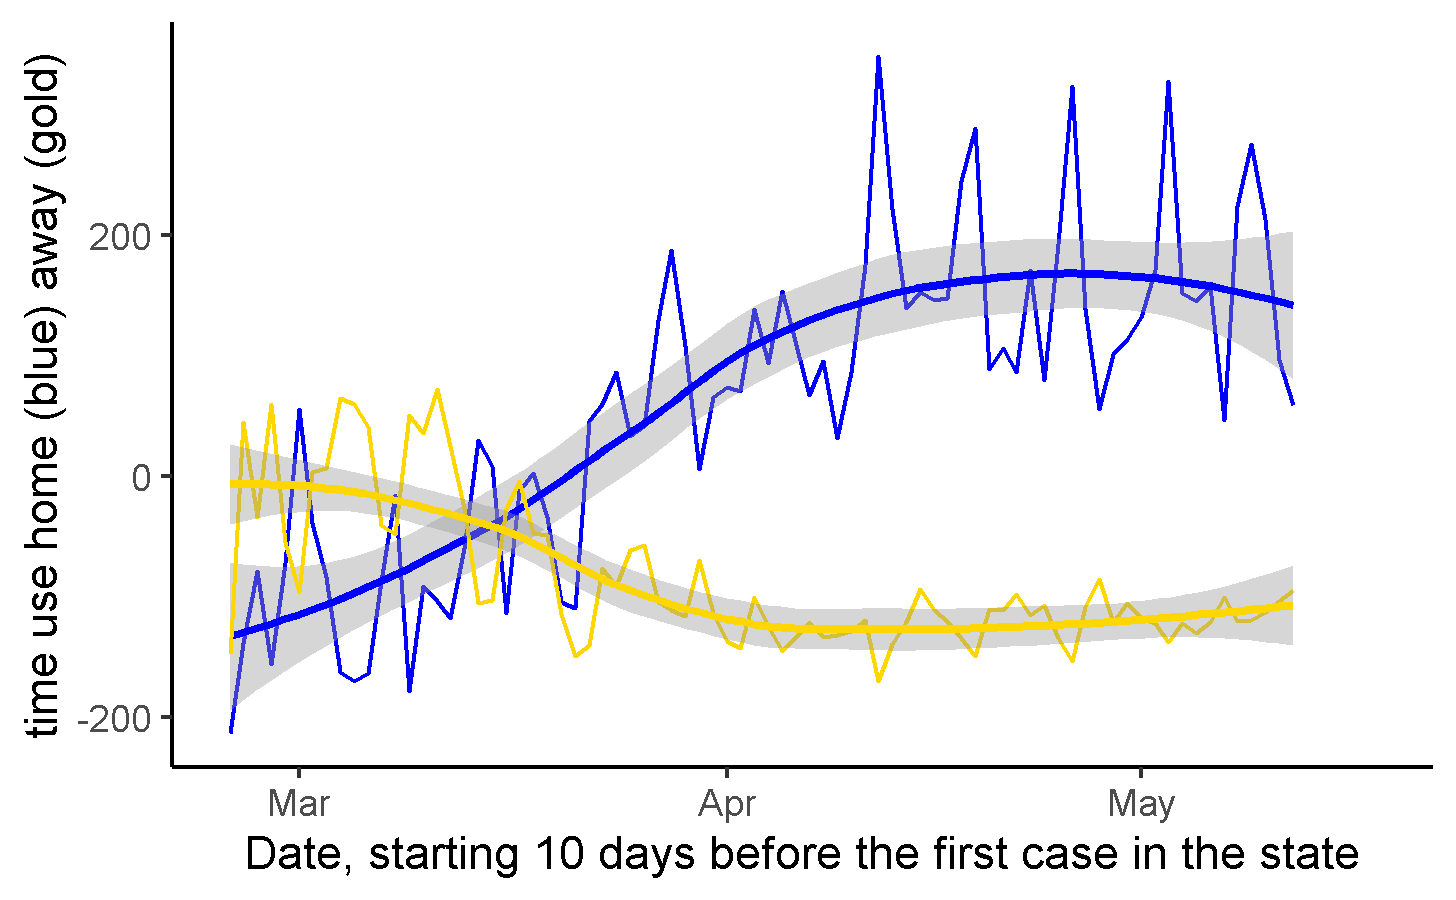 time use home (blue) away (gold)
200
0
-200
Mar
Apr
May
Date, starting 10 days before the first case in the state